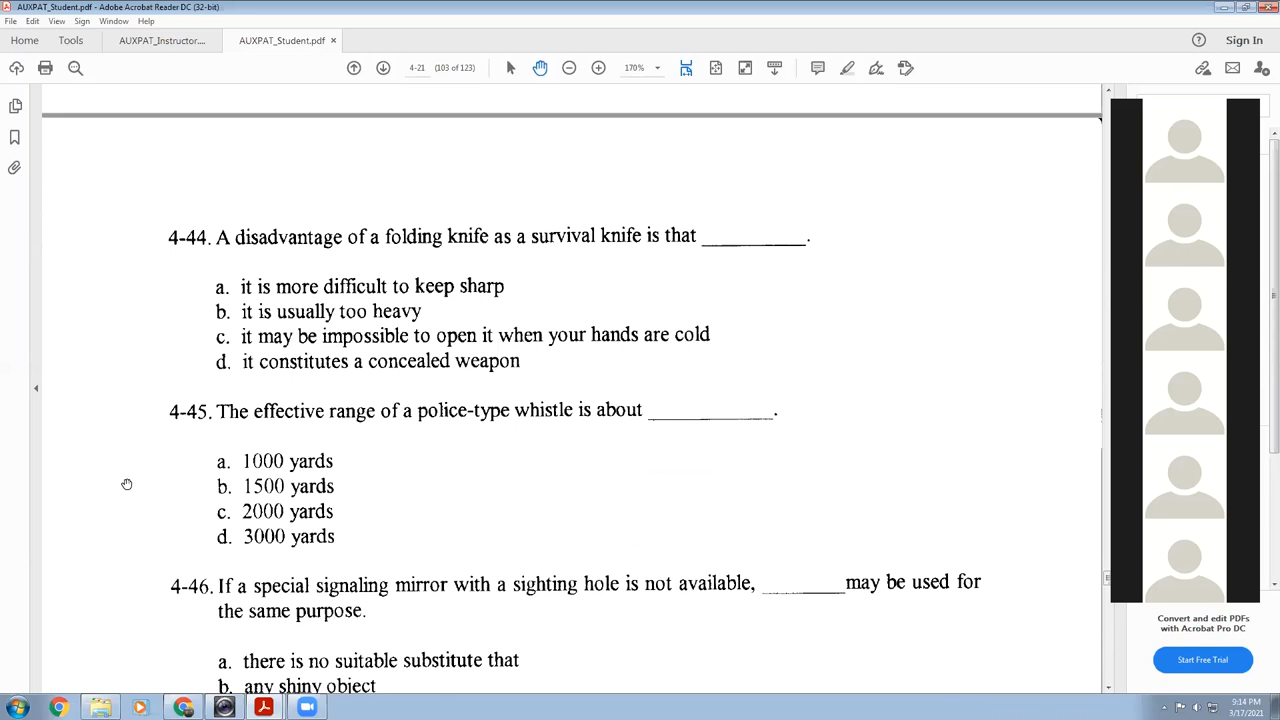 AUXPAT_Student.pdf - Adobe Acrobat Reader DC (32-bit)
File Edit View Sign Window Help
Home Tools AUXPAT_Instructor.... AUXPAT_Student.pdf × Sign In
4-21 (103 of 123) 170%
4-44. A disadvantage of a folding knife as a survival knife is that __________.
a. it is more difficult to keep sharp
b. it is usually too heavy
c. it may be impossible to open it when your hands are cold
d. it constitutes a concealed weapon
4-45. The effective range of a police-type whistle is about ____________.
a. 1000 yards
b. 1500 yards
c. 2000 yards
d. 3000 yards
4-46. If a special signaling mirror with a sighting hole is not available, ________ may be used for
the same purpose.
a. there is no suitable substitute that
b. any shiny object
Convert and edit PDFs
with Acrobat Pro DC
Start Free Trial
9:14 PM
3/17/2021